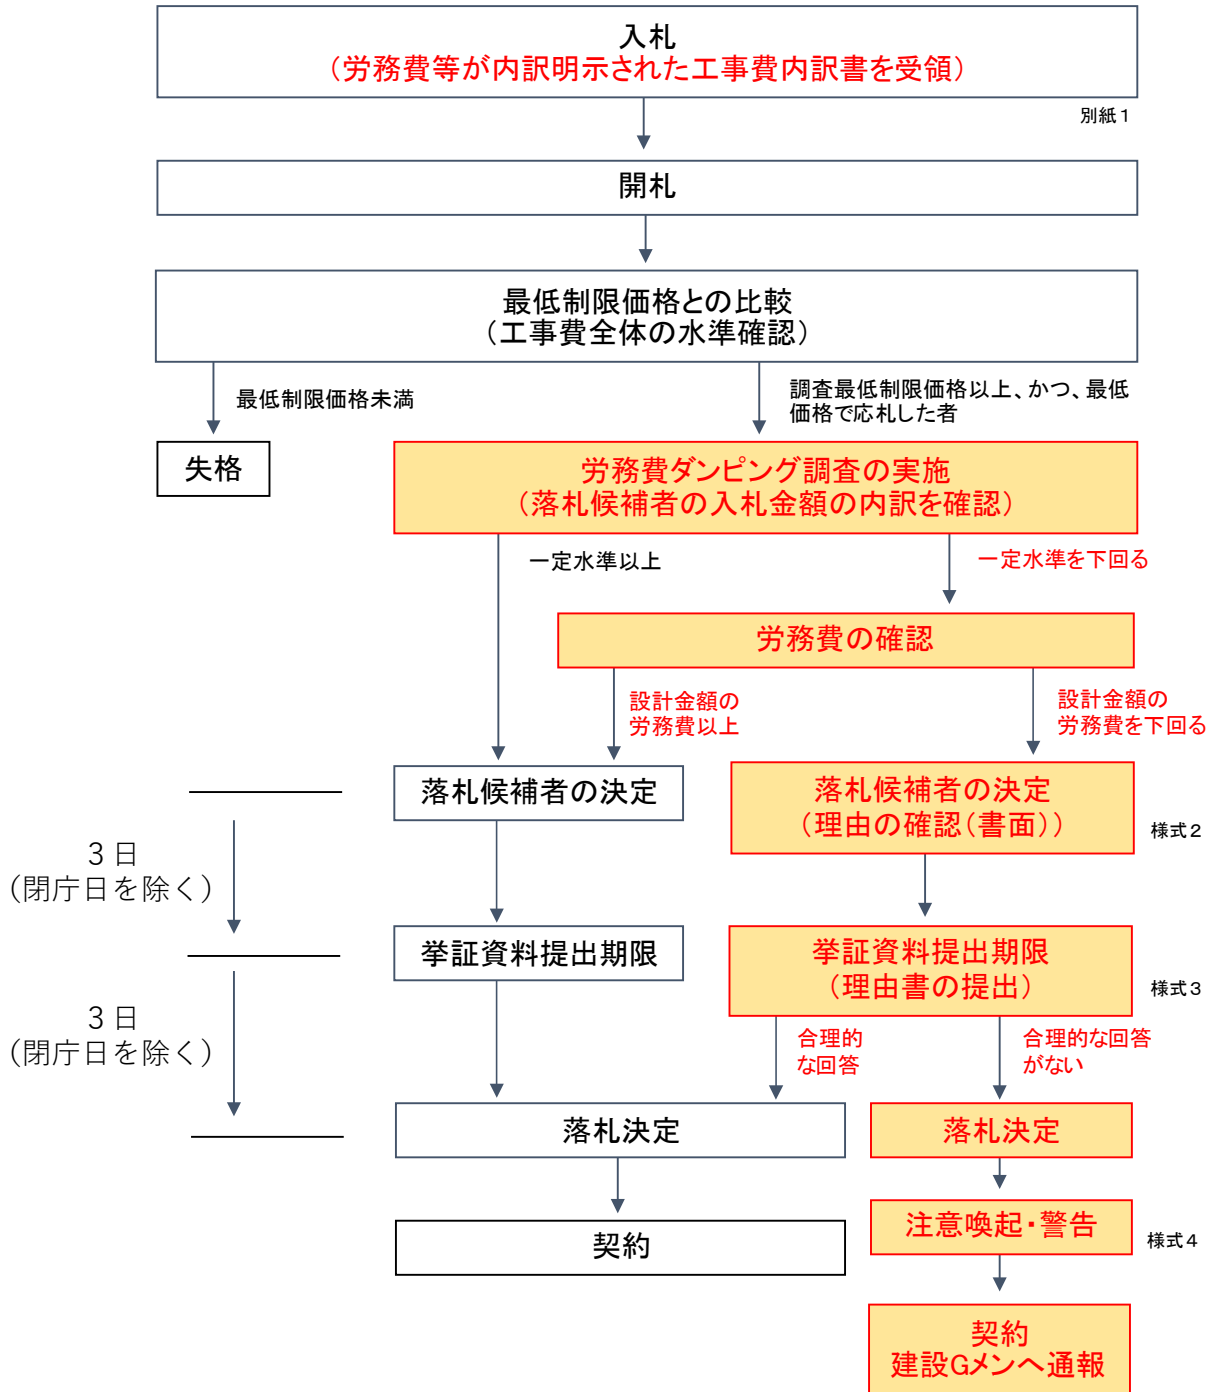 入札
（労務費等が内訳明示された工事費内訳書を受領）
別紙１
開札
最低制限価格との比較
（工事費全体の水準確認）
最低制限価格未満
調査最低制限価格以上、かつ、最低
価格で応札した者
失格
労務費ダンピング調査の実施
（落札候補者の入札金額の内訳を確認）
一定水準以上
一定水準を下回る
労務費の確認
設計金額の
労務費以上
設計金額の
労務費を下回る
落札候補者の決定
落札候補者の決定
（理由の確認（書面））
様式２
３日
（閉庁日を除く）
挙証資料提出期限
挙証資料提出期限
（理由書の提出）
様式３
３日
（閉庁日を除く）
合理的
な回答
合理的な回答
がない
落札決定
落札決定
注意喚起・警告
様式４
契約
契約
建設Gメンへ通報